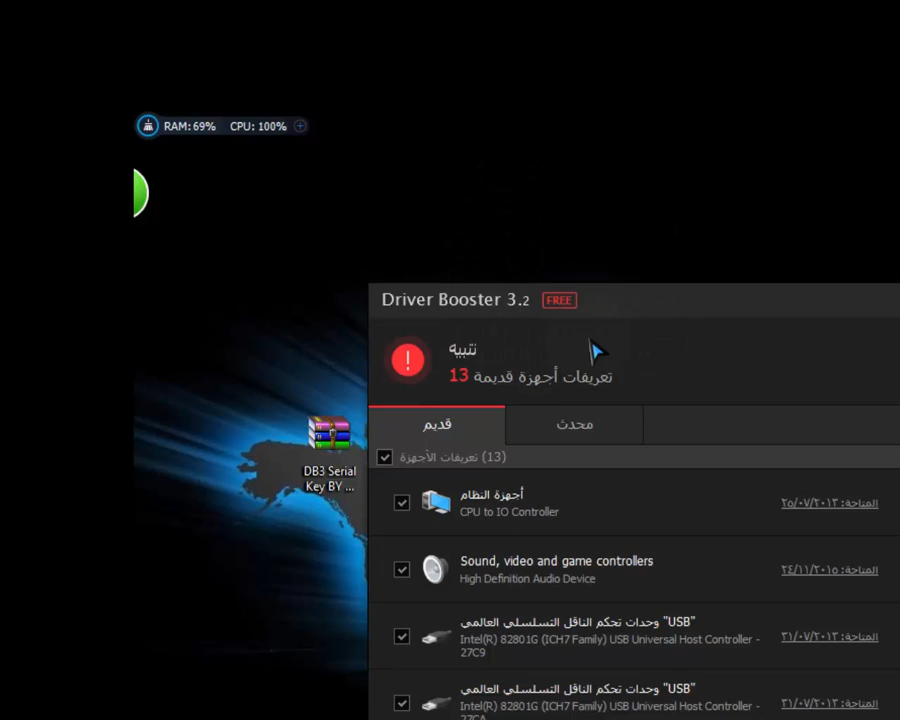 RAM:69% CPU: 100%
Driver Booster 3.2 FREE
تنبيه
تعريفات أجهزة قديمة 13
قديم
محدث
تعريفات الأجهزة (13)
DB3 Serial
Key BY ...
أجهزة النظام
CPU to IO Controller
المتاحة: ٢٥/٠٧/٢٠١٣
Sound, video and game controllers
High Definition Audio Device
المتاحة: ٢٤/١١/٢٠١٥
وحدات تحكم الناقل التسلسلي العالمي "USB"
Intel(R) 82801G (ICH7 Family) USB Universal Host Controller -
27C9
المتاحة: ٣١/٠٧/٢٠١٣
وحدات تحكم الناقل التسلسلي العالمي "USB"
Intel(R) 82801G (ICH7 Family) USB Universal Host Controller -
27CA
المتاحة: ٣١/٠٧/٢٠١٣